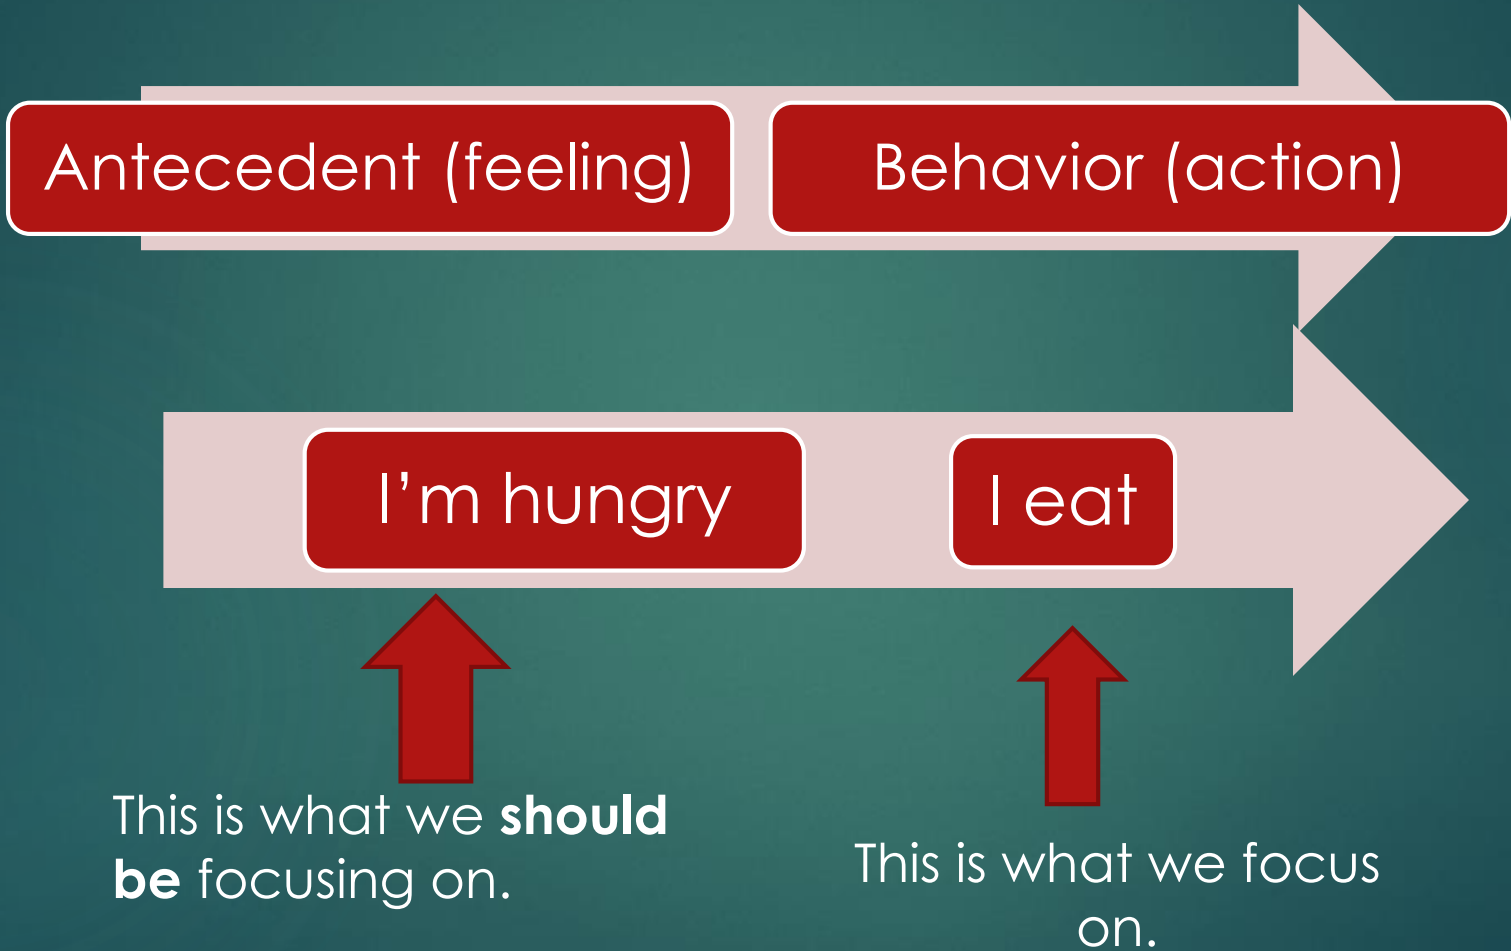 Antecedent (feeling)
Behavior (action)
I’m hungry
I eat
This is what we should
be focusing on.
This is what we focus
on.